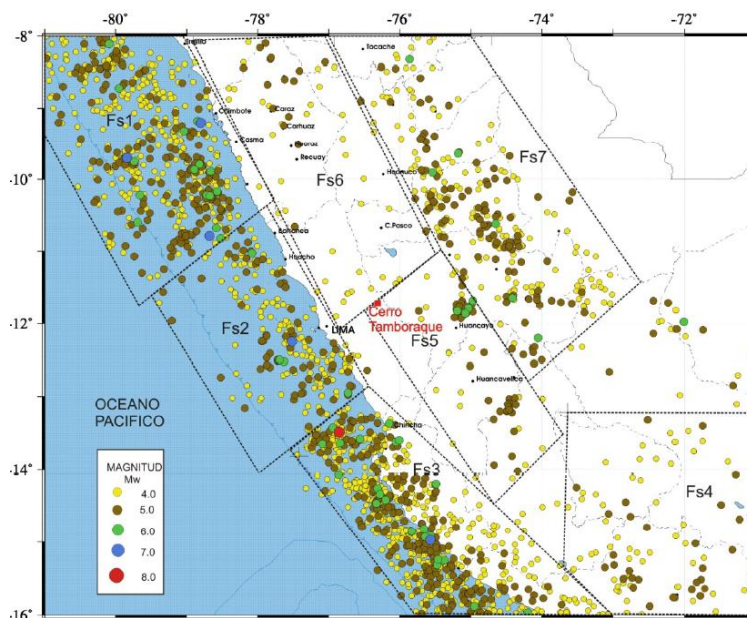 -80°
-78°
-76°
-74°
-72°
-8°
-10°
-12°
-14°
-16°
Trujillo
Tocache
Chimbote
Caraz
Carhuaz
Fs1
Casma
Huaraz
Recuay
Fs7
Fs6
Huánuco
C.Pasco
Huacho
Cerro
Tamboraque
Fs2
LIMA
Fs5
Huancayo
Huancavelica
OCEANO
PACIFICO
Chincha
Fs3
Fs4
MAGNITUD
Mw
4.0
5.0
6.0
7.0
8.0